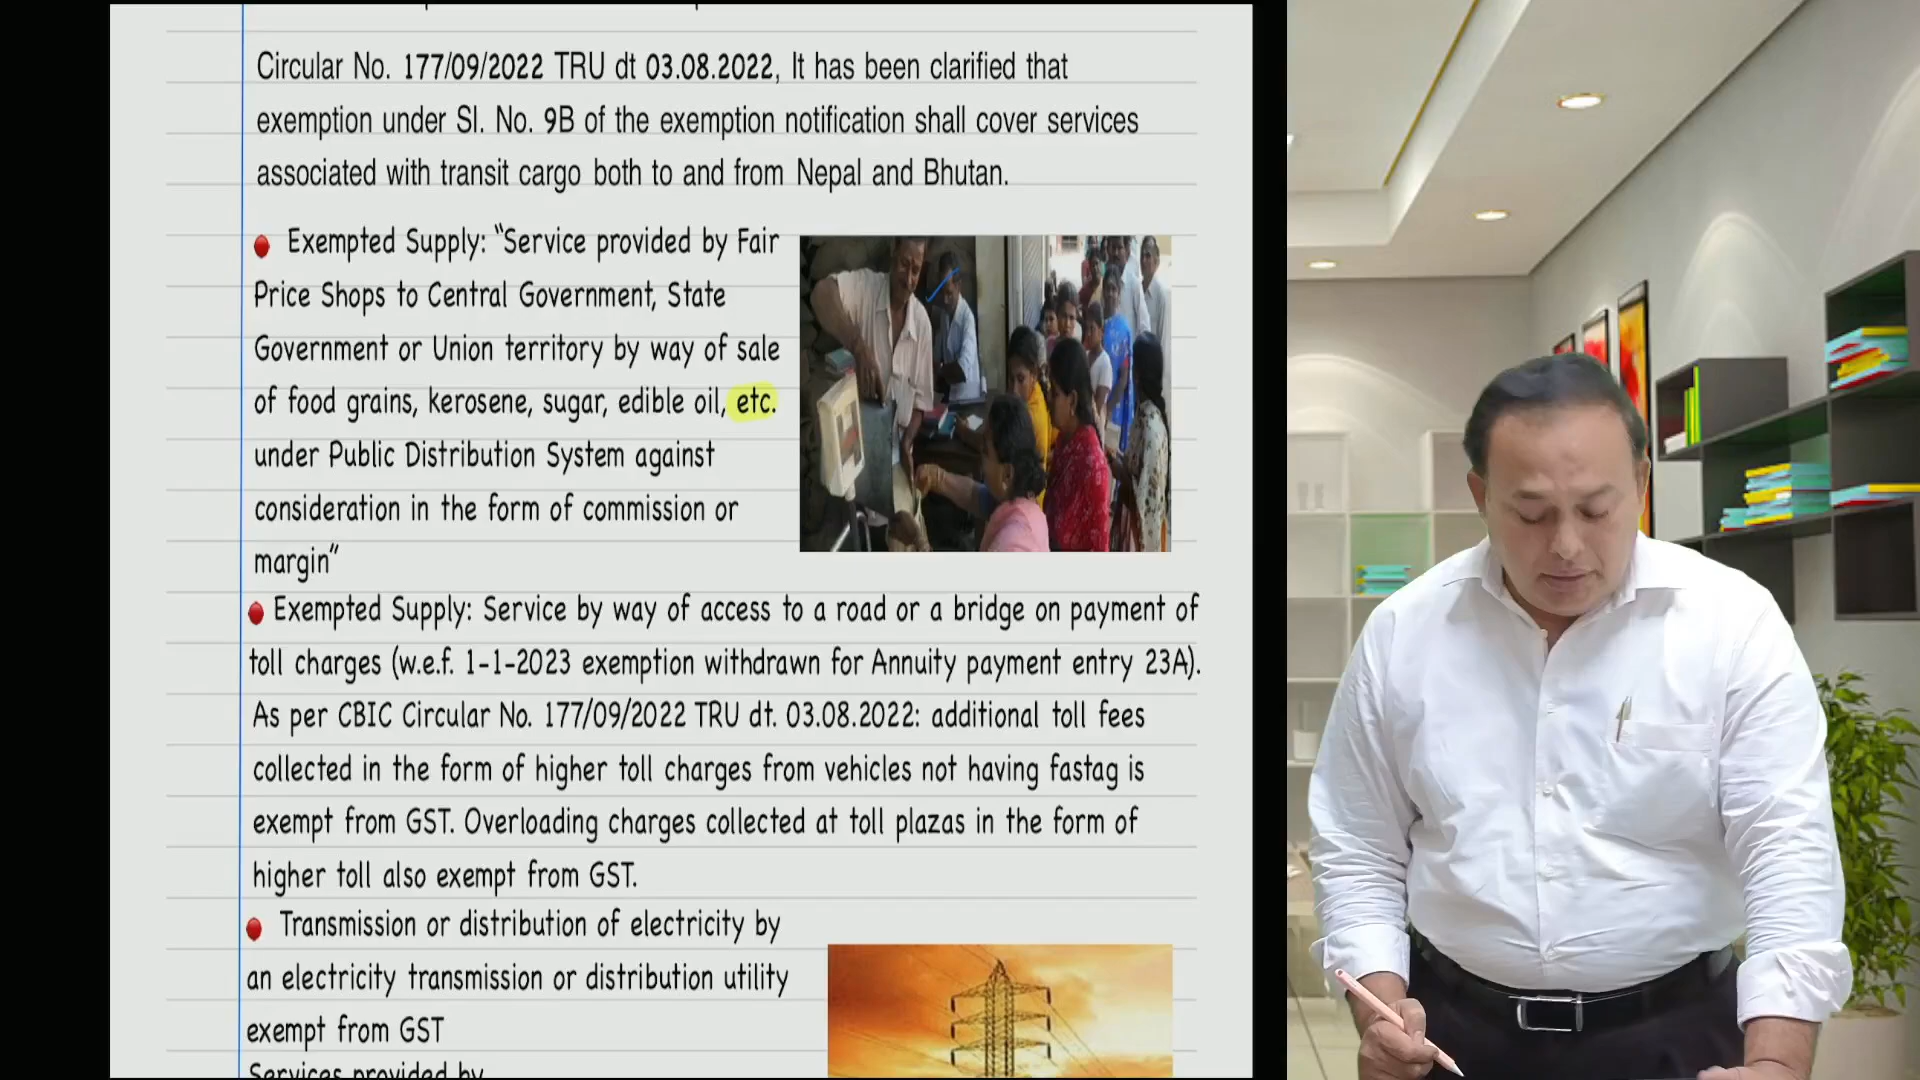 Circular No. 177/09/2022 TRU dt 03.08.2022, It has been clarified that
exemption under Sl. No. 9B of the exemption notification shall cover services
associated with transit cargo both to and from Nepal and Bhutan.
Exempted Supply: “Service provided by Fair
Price Shops to Central Government, State
Government or Union territory by way of sale
of food grains, kerosene, sugar, edible oil, etc.
under Public Distribution System against
consideration in the form of commission or
margin”
Exempted Supply: Service by way of access to a road or a bridge on payment of
toll charges (w.e.f. 1-1-2023 exemption withdrawn for Annuity payment entry 23A).
As per CBIC Circular No. 177/09/2022 TRU dt. 03.08.2022: additional toll fees
collected in the form of higher toll charges from vehicles not having fastag is
exempt from GST. Overloading charges collected at toll plazas in the form of
higher toll also exempt from GST.
Transmission or distribution of electricity by
an electricity transmission or distribution utility
exempt from GST
Services provided by